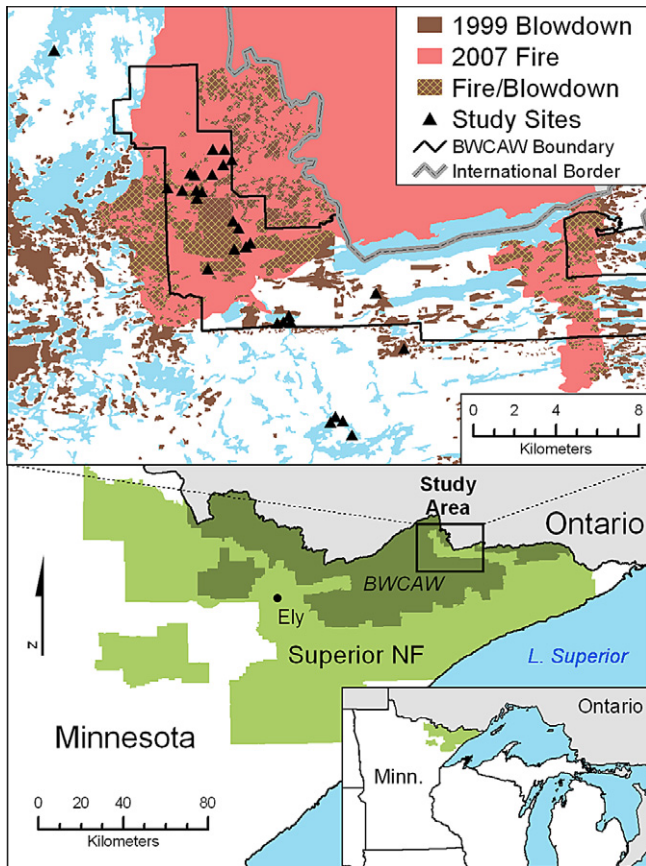 1999 Blowdown
2007 Fire
Fire/Blowdown
Study Sites
BWCAW Boundary
International Border
0 2 4 6 8
Kilometers
Study
Area
Ontario
BWCAW
Ely
N
Superior NF
L. Superior
Minnesota
0 20 40 80
Kilometers
Ontario
Minn.